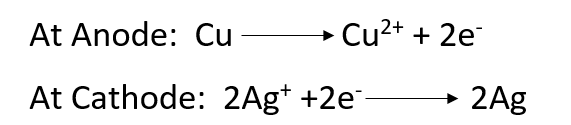 At Anode: Cu ⟶ Cu²⁺ + 2e⁻
At Cathode: 2Ag⁺ +2e⁻ ⟶ 2Ag